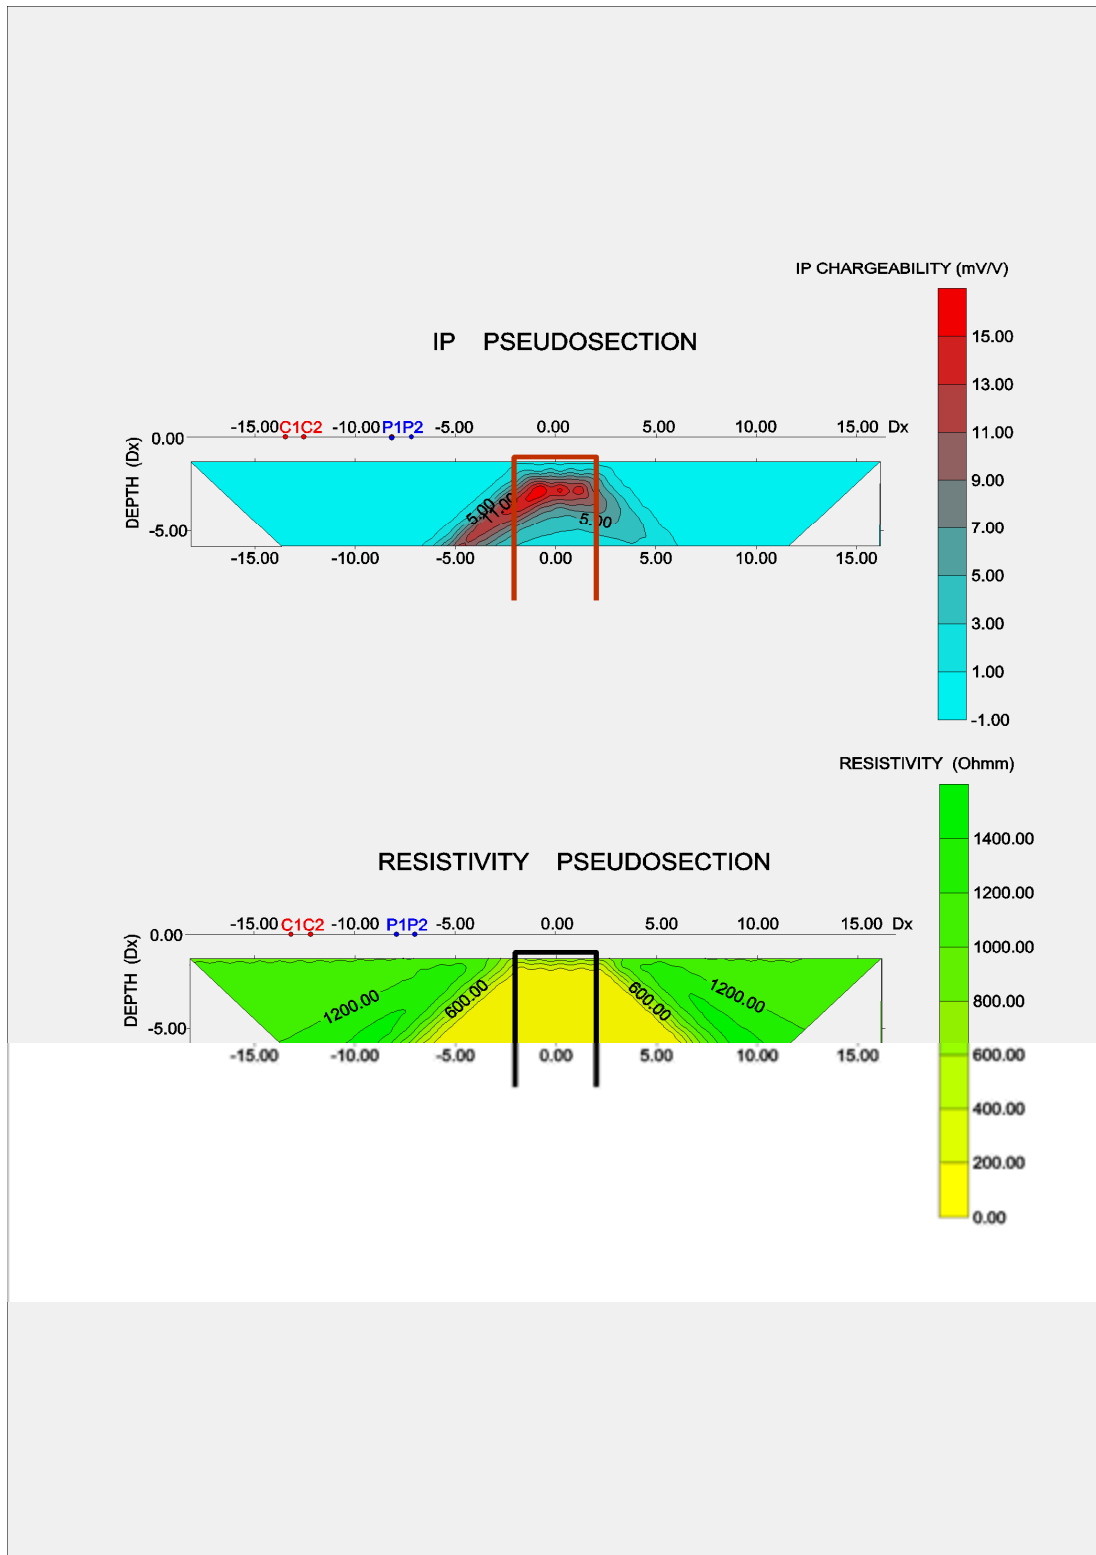 IP CHARGEABILITY (mV/V)
IP PSEUDOSECTION
15.00
13.00
11.00
9.00
7.00
5.00
3.00
1.00
-1.00
-15.00 C1C2 -10.00 P1P2 -5.00 0.00 5.00 10.00 15.00 Dx
0.00
DEPTH (Dx)
-5.00
5.00
11.00
5.00
-15.00 -10.00 -5.00 0.00 5.00 10.00 15.00
RESISTIVITY (Ohmm)
RESISTIVITY PSEUDOSECTION
1400.00
1200.00
1000.00
800.00
600.00
400.00
200.00
0.00
-15.00 C1C2 -10.00 P1P2 -5.00 0.00 5.00 10.00 15.00 Dx
0.00
DEPTH (Dx)
-5.00
1200.00
600.00
600.00
1200.00
-15.00 -10.00 -5.00 0.00 5.00 10.00 15.00